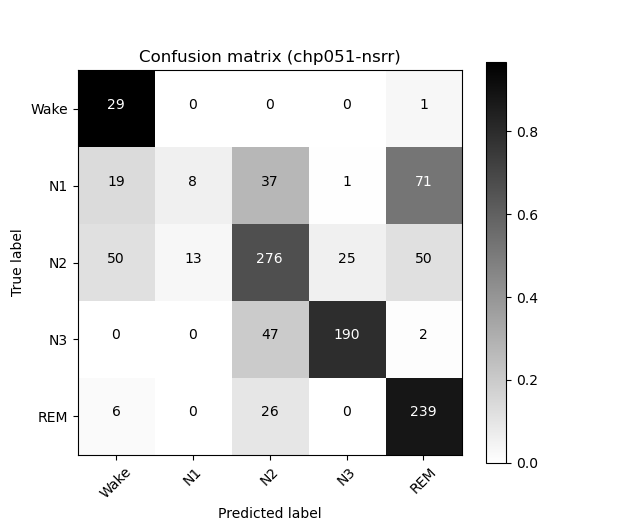 Confusion matrix (chp051-nsrr)
Wake 29 0 0 0 1
N1 19 8 37 1 71
N2 50 13 276 25 50
N3 0 0 47 190 2
REM 6 0 26 0 239
Wake N1 N2 N3 REM
True label
Predicted label
0.8
0.6
0.4
0.2
0.0